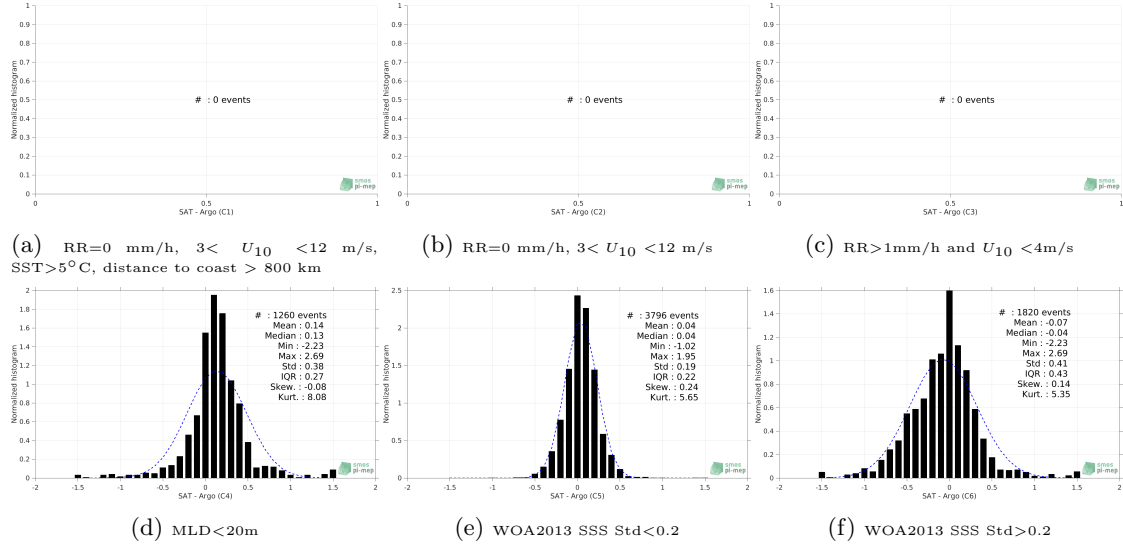 1
0.9
0.8
0.7
0.6
0.5
0.4
0.3
0.2
0.1
0
0
0.5
1
Normalized histogram
# : 0 events
smos
pi-mep
SAT - Argo (C1)
(a) RR=0 mm/h, 3< U10 <12 m/s,
SST>5°C, distance to coast > 800 km
1
0.9
0.8
0.7
0.6
0.5
0.4
0.3
0.2
0.1
0
0
0.5
1
Normalized histogram
# : 0 events
smos
pi-mep
SAT - Argo (C2)
(b) RR=0 mm/h, 3< U10 <12 m/s
1
0.9
0.8
0.7
0.6
0.5
0.4
0.3
0.2
0.1
0
0
0.5
1
Normalized histogram
# : 0 events
smos
pi-mep
SAT - Argo (C3)
(c) RR>1mm/h and U10 <4m/s
2
1.8
1.6
1.4
1.2
1
0.8
0.6
0.4
0.2
0
-2
-1.5
-1
-0.5
0
0.5
1
1.5
2
Normalized histogram
# : 1260 events
Mean : 0.14
Median : 0.13
Min : -2.23
Max : 2.69
Std : 0.38
IQR : 0.27
Skew. : -0.08
Kurt. : 8.08
smos
pi-mep
SAT - Argo (C4)
(d) MLD<20m
2.5
2
1.5
1
0.5
0
-2
-1.5
-1
-0.5
0
0.5
1
1.5
2
Normalized histogram
# : 3796 events
Mean : 0.04
Median : 0.04
Min : -1.02
Max : 1.95
Std : 0.19
IQR : 0.22
Skew. : 0.24
Kurt. : 5.65
smos
pi-mep
SAT - Argo (C5)
(e) WOA2013 SSS Std<0.2
1.6
1.4
1.2
1
0.8
0.6
0.4
0.2
0
-2
-1.5
-1
-0.5
0
0.5
1
1.5
2
Normalized histogram
# : 1820 events
Mean : -0.07
Median : -0.04
Min : -2.23
Max : 2.69
Std : 0.41
IQR : 0.43
Skew. : 0.14
Kurt. : 5.35
smos
pi-mep
SAT - Argo (C6)
(f) WOA2013 SSS Std>0.2